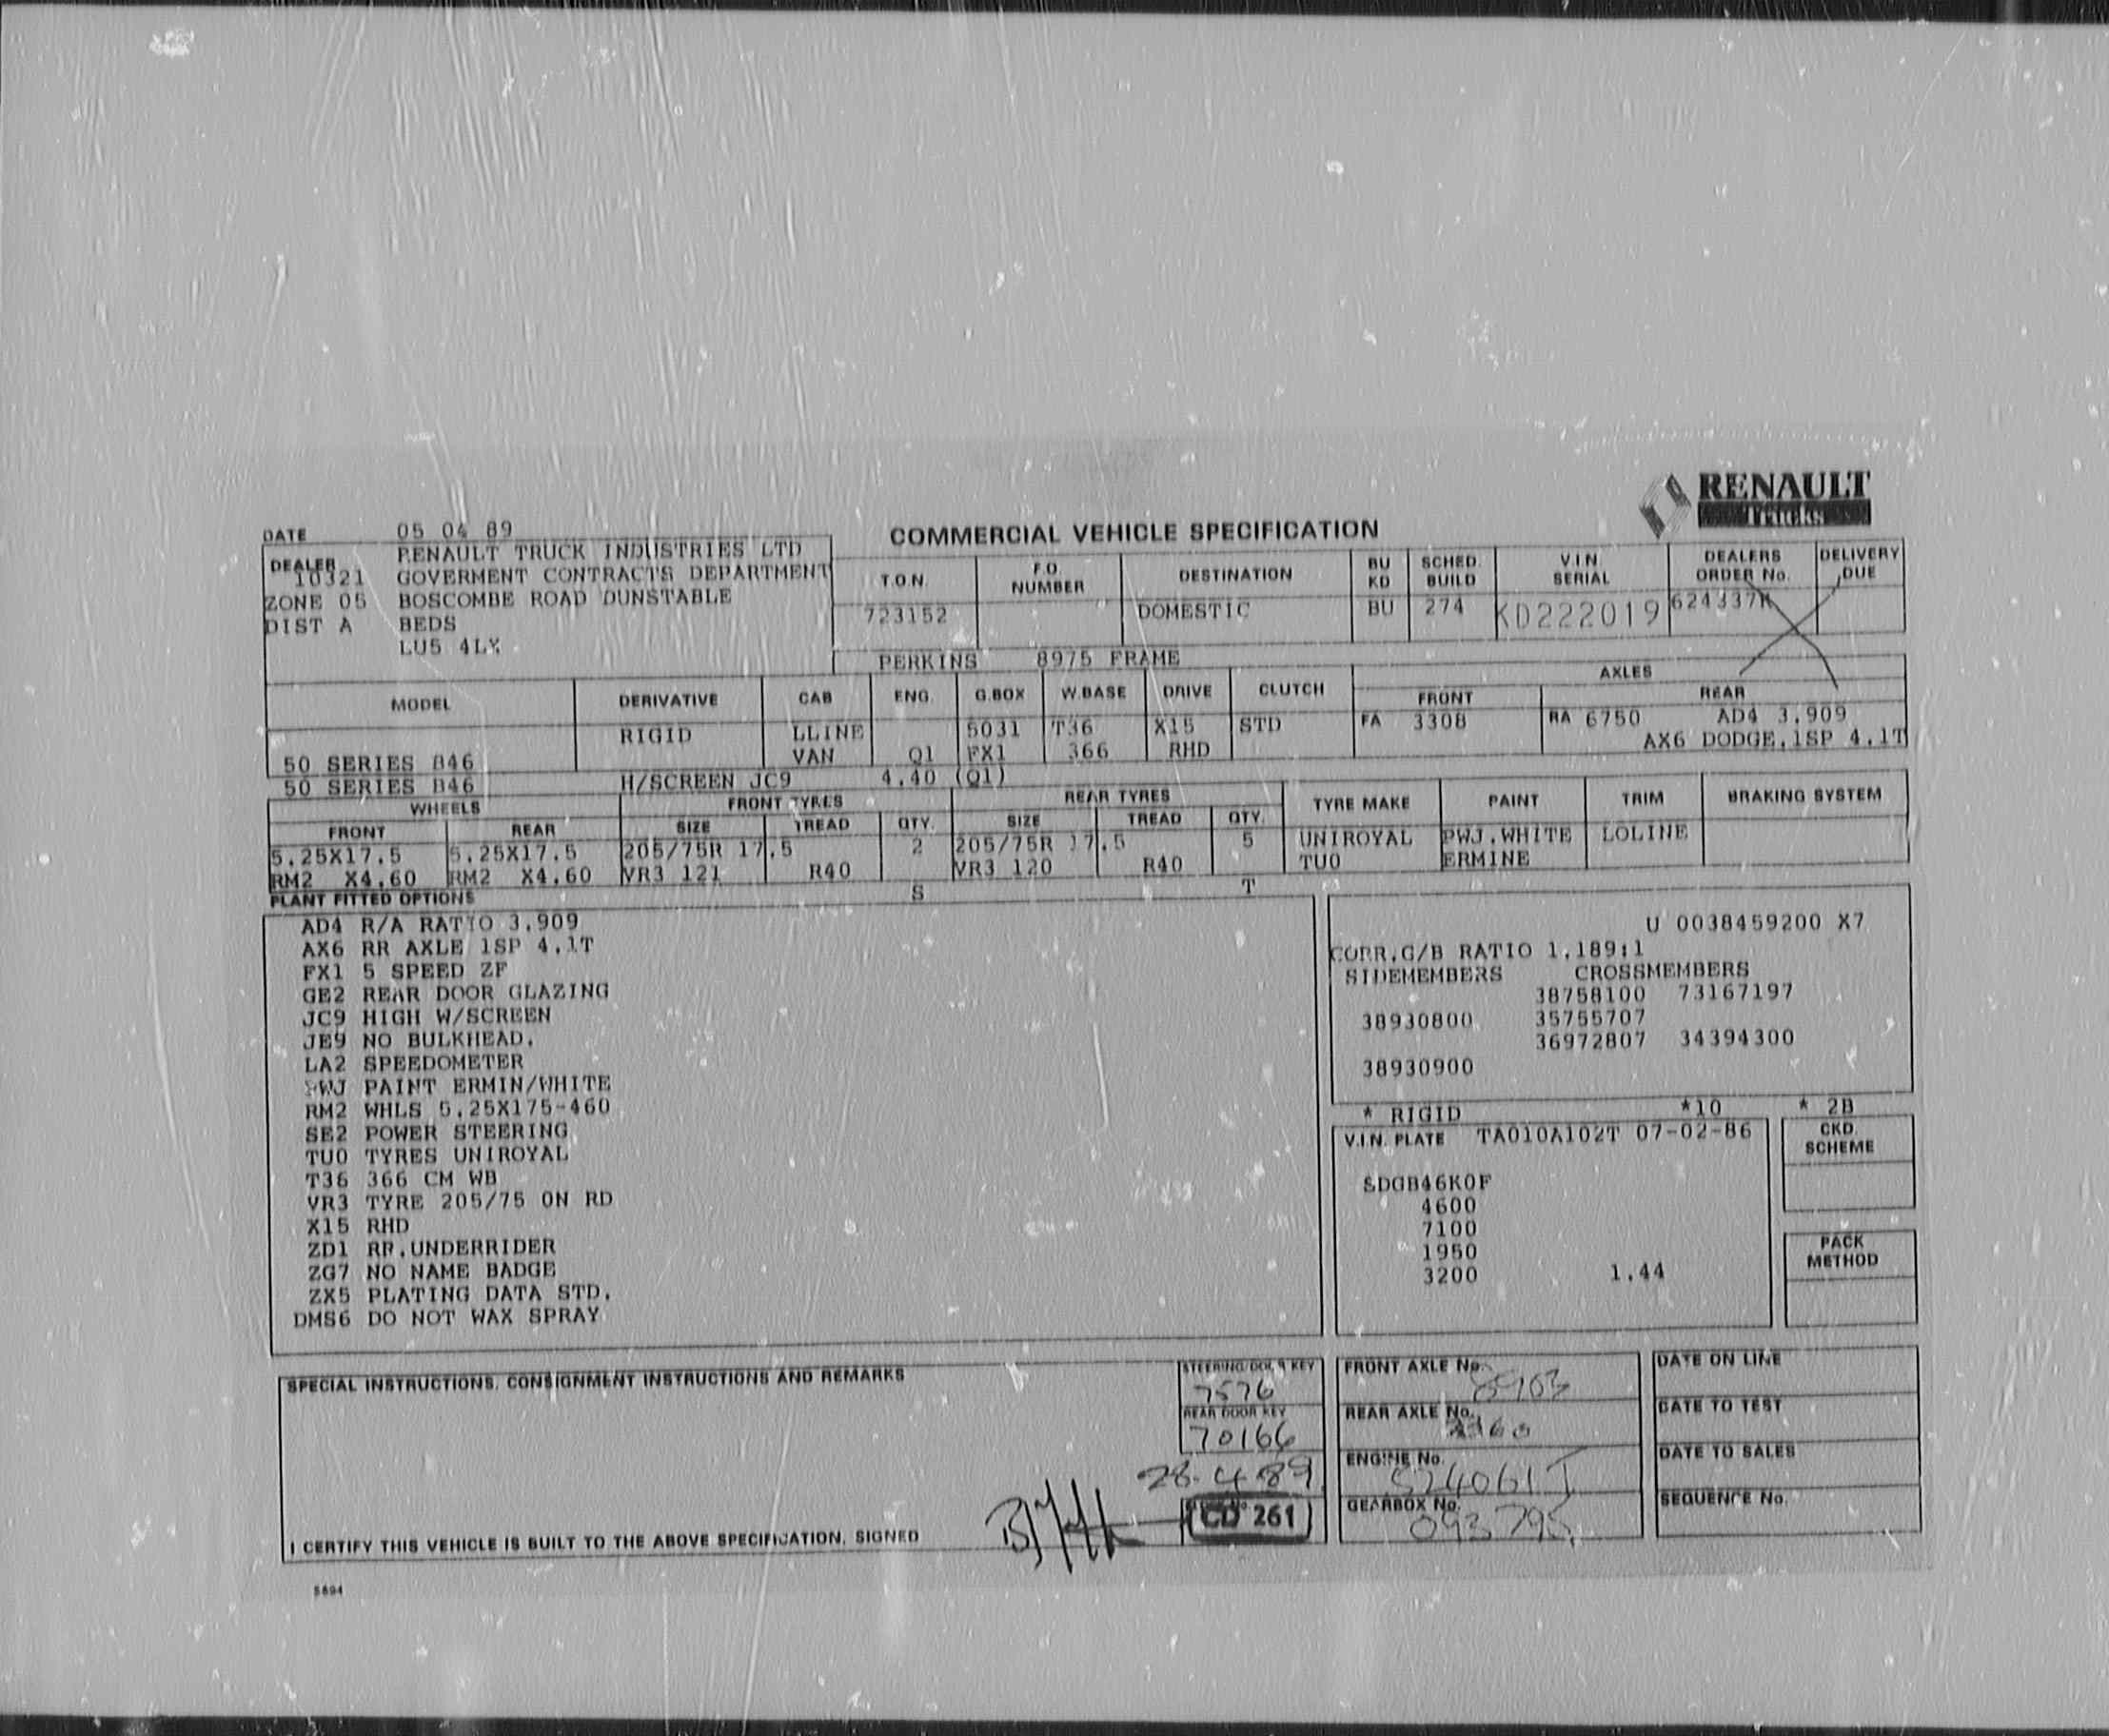 RENAULT
Trucks
DATE 05 04 89
COMMERCIAL VEHICLE SPECIFICATION
DEALER RENAULT TRUCK INDUSTRIES LTD
10321 GOVERMENT CONTRACTS DEPARTMENT
ZONE 05 BOSCOMBE ROAD DUNSTABLE
DIST A BEDS
LU5 4LX
T.O.N. F.O. NUMBER DESTINATION BU KD SCHED. BUILD V.I.N SERIAL DEALERS ORDER No. DELIVERY DUE
723152 DOMESTIC BU 274 KD222019 624337K
PERKINS 8975 FRAME
MODEL DERIVATIVE CAB ENG. G.BOX W.BASE DRIVE CLUTCH AXLES
FRONT REAR
RIGID LLINE 5031 T36 X15 STD FA 3308 RA 6750 AD4 3.909
50 SERIES B46 VAN Q1 FX1 366 RHD AX6 DODGE.1SP 4.1T
50 SERIES B46 H/SCREEN JC9 4.40 (Q1)
WHEELS FRONT TYRES REAR TYRES TYRE MAKE PAINT TRIM BRAKING SYSTEM
FRONT REAR SIZE TREAD QTY. SIZE TREAD QTY.
5.25X17.5 5.25X17.5 205/75R 17.5 2 205/75R 17.5 5 UNIROYAL PWJ.WHITE LOLINE
RM2 X4.60 RM2 X4.60 VR3 121 R40 VR3 120 R40 TU0 ERMINE
PLANT FITTED OPTIONS S T
AD4 R/A RATIO 3.909
AX6 RR AXLE 1SP 4.1T
FX1 5 SPEED ZF
GE2 REAR DOOR GLAZING
JC9 HIGH W/SCREEN
JE9 NO BULKHEAD.
LA2 SPEEDOMETER
PWJ PAINT ERMIN/WHITE
RM2 WHLS 5.25X175-460
SE2 POWER STEERING
TU0 TYRES UNIROYAL
T36 366 CM WB
VR3 TYRE 205/75 ON RD
X15 RHD
ZD1 RR.UNDERRIDER
ZG7 NO NAME BADGE
ZX5 PLATING DATA STD.
DMS6 DO NOT WAX SPRAY
U 0038459200 X7
CORR.G/B RATIO 1.189:1
SIDEMEMBERS CROSSMEMBERS
38758100 73167197
38930800 35755707
36972807 34394300
38930900
* RIGID *10 * 2B
V.I.N. PLATE TA010A102T 07-02-86
CKD. SCHEME
SDGB46K0F
4600
7100
1950
3200 1.44
PACK METHOD
SPECIAL INSTRUCTIONS, CONSIGNMENT INSTRUCTIONS AND REMARKS
STEERING/DOOR KEY
7576
REAR DOOR KEY
70166
28.4.89
CD 261
I CERTIFY THIS VEHICLE IS BUILT TO THE ABOVE SPECIFICATION. SIGNED
FRONT AXLE No.
REAR AXLE No.
ENGINE No.
GEARBOX No. 093795
DATE ON LINE
DATE TO TEST
DATE TO SALES
SEQUENCE No.
5694